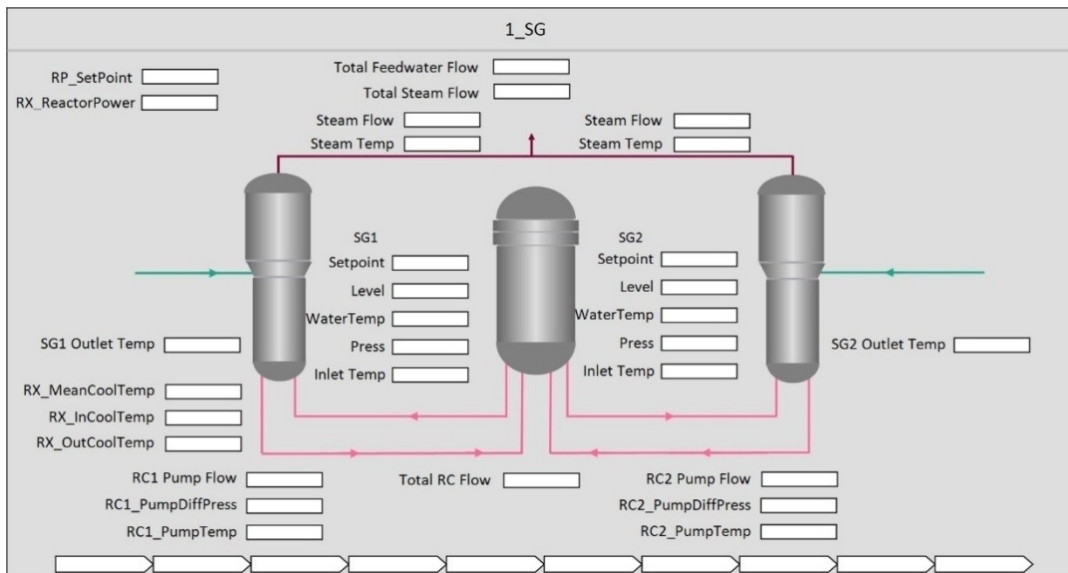 1_SG
RP_SetPoint
RX_ReactorPower
Total Feedwater Flow
Total Steam Flow
Steam Flow
Steam Temp
Steam Flow
Steam Temp
SG1
Setpoint
Level
WaterTemp
Press
Inlet Temp
SG2
Setpoint
Level
WaterTemp
Press
Inlet Temp
SG1 Outlet Temp
SG2 Outlet Temp
RX_MeanCoolTemp
RX_InCoolTemp
RX_OutCoolTemp
RC1 Pump Flow
RC1_PumpDiffPress
RC1_PumpTemp
Total RC Flow
RC2 Pump Flow
RC2_PumpDiffPress
RC2_PumpTemp